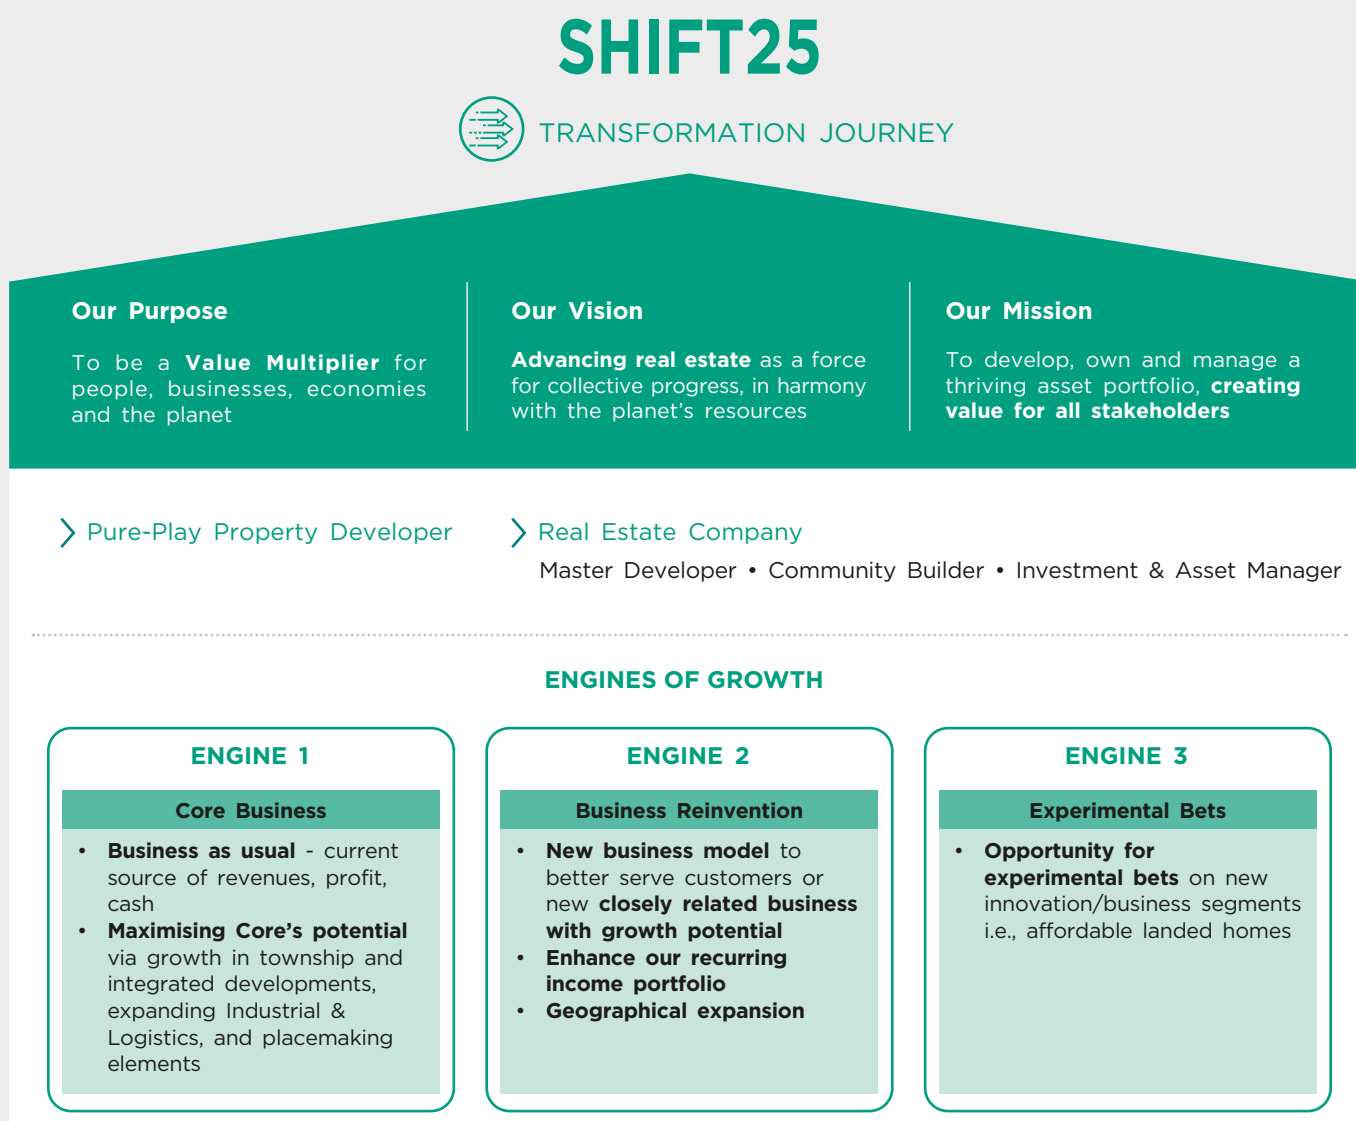 SHIFT25
TRANSFORMATION JOURNEY
Our Purpose
To be a Value Multiplier for
people, businesses, economies
and the planet
Our Vision
Advancing real estate as a force
for collective progress, in harmony
with the planet's resources
Our Mission
To develop, own and manage a
thriving asset portfolio, creating
value for all stakeholders
Pure-Play Property Developer
Real Estate Company
Master Developer • Community Builder • Investment & Asset Manager
ENGINES OF GROWTH
ENGINE 1
Core Business
• Business as usual - current
source of revenues, profit,
cash
• Maximising Core's potential
via growth in township and
integrated developments,
expanding Industrial &
Logistics, and placemaking
elements
ENGINE 2
Business Reinvention
• New business model to
better serve customers or
new closely related business
with growth potential
• Enhance our recurring
income portfolio
• Geographical expansion
ENGINE 3
Experimental Bets
• Opportunity for
experimental bets on new
innovation/business segments
i.e., affordable landed homes